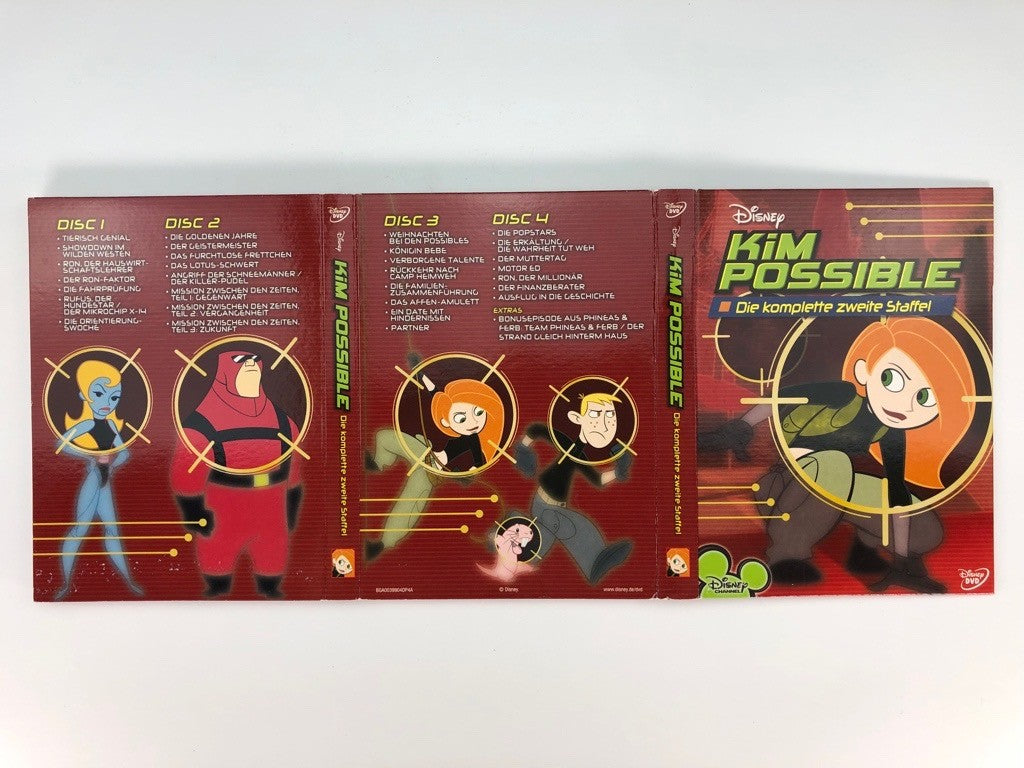 DISC 1
• TIERISCH GENIAL
• SHOWDOWN IM
WILDEN WESTEN
• RON, DER HAUSWIRT-
SCHAFTSLEHRER
• DER RON-FAKTOR
• DIE FAHRPRÜFUNG
• RUFUS, DER
HUNDESTAR /
DER MIKROCHIP X-14
• DIE ORIENTIERUNG-
SWOCHE
DISC 2
• DIE GOLDENEN JAHRE
• DER GEISTERMEISTER
• DAS FURCHTLOSE FRETTCHEN
• DAS LOTUS-SCHWERT
• ANGRIFF DER SCHNEEMÄNNER /
DER KILLER-PUDEL
• MISSION ZWISCHEN DEN ZEITEN,
TEIL 1: GEGENWART
• MISSION ZWISCHEN DEN ZEITEN,
TEIL 2: VERGANGENHEIT
• MISSION ZWISCHEN DEN ZEITEN,
TEIL 3: ZUKUNFT
Disney
DVD
Disney
KiM POSSIBLE
Die komplette zweite Staffel
DISC 3
• WEIHNACHTEN
BEI DEN POSSIBLES
• KÖNIGIN BEBE
• VERBORGENE TALENTE
• RÜCKKEHR NACH
CAMP HEIMWEH
• DIE FAMILIEN-
ZUSAMMENFÜHRUNG
• DAS AFFEN-AMULETT
• EIN DATE MIT
HINDERNISSEN
• PARTNER
DISC 4
• DIE POPSTARS
• DIE ERKÄLTUNG /
DIE WAHRHEIT TUT WEH
• DER MUTTERTAG
• MOTOR ED
• RON, DER MILLIONÄR
• DER FINANZBERATER
• AUSFLUG IN DIE GESCHICHTE
EXTRAS
• BONUSEPISODE AUS PHINEAS &
FERB: TEAM PHINEAS & FERB / DER
STRAND GLEICH HINTERM HAUS
© Disney
www.disney.de/dvd
Disney
DVD
Disney
KiM POSSIBLE
Die komplette zweite Staffel
Disney
KiM
POSSIBLE
Die komplette zweite Staffel
Disney
CHANNEL
Disney
DVD